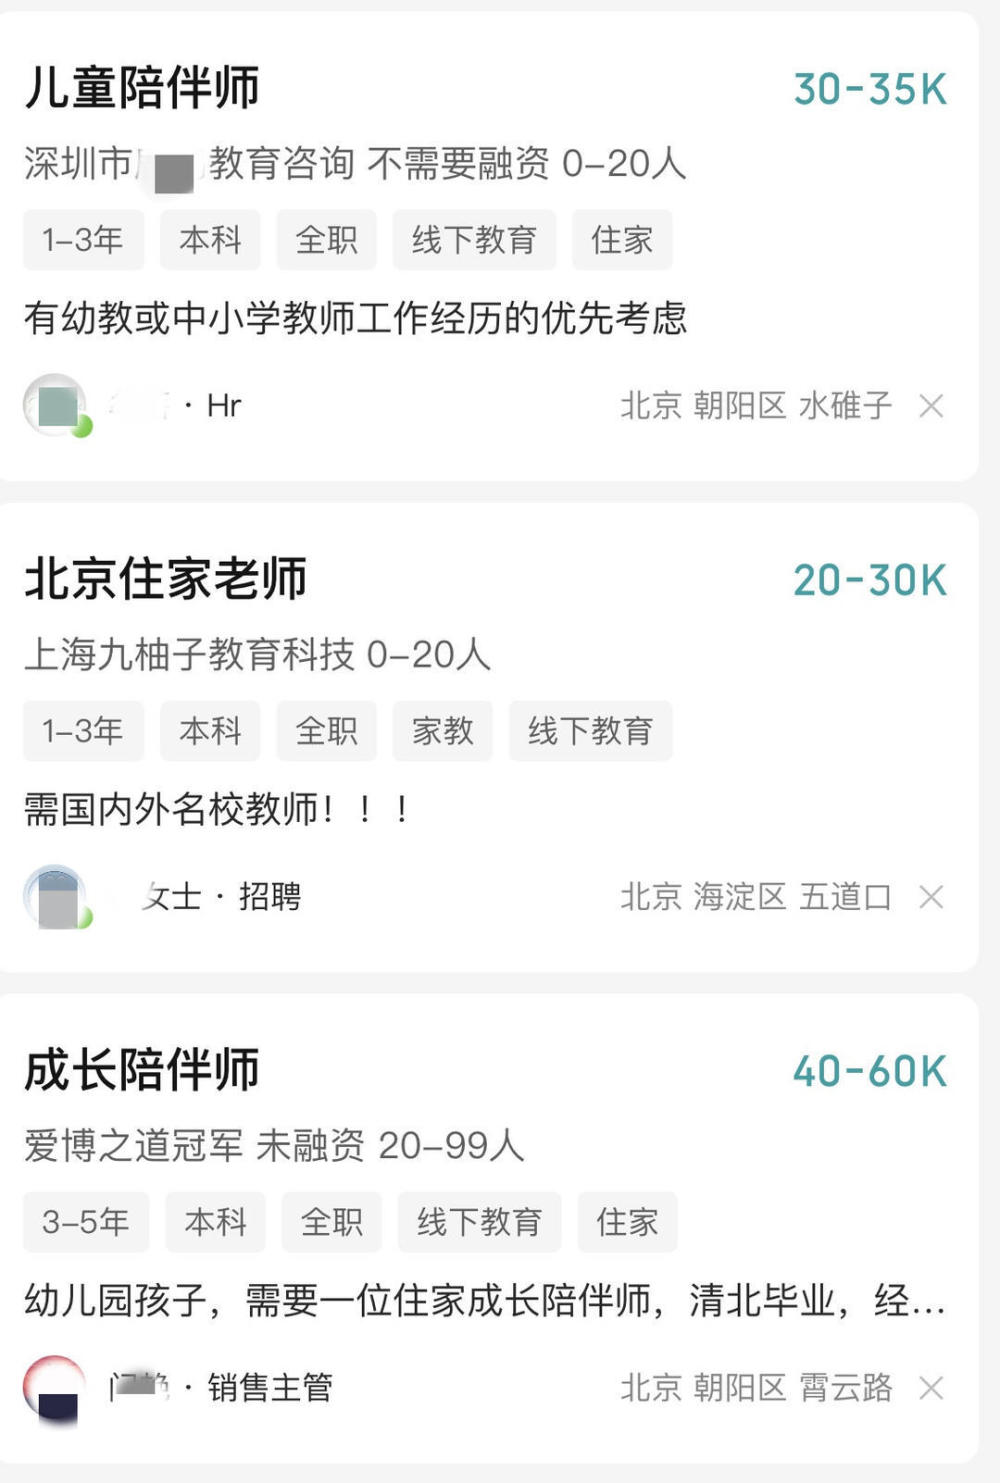 儿童陪伴师
30-35K
深圳市 教育咨询 不需要融资 0-20人
1-3年 本科 全职 线下教育 住家
有幼教或中小学教师工作经历的优先考虑
· Hr 北京 朝阳区 水碓子
北京住家老师
20-30K
上海九柚子教育科技 0-20人
1-3年 本科 全职 家教 线下教育
需国内外名校教师！！！
女士 · 招聘 北京 海淀区 五道口
成长陪伴师
40-60K
爱博之道冠军 未融资 20-99人
3-5年 本科 全职 线下教育 住家
幼儿园孩子，需要一位住家成长陪伴师，清北毕业，经...
· 销售主管 北京 朝阳区 霄云路